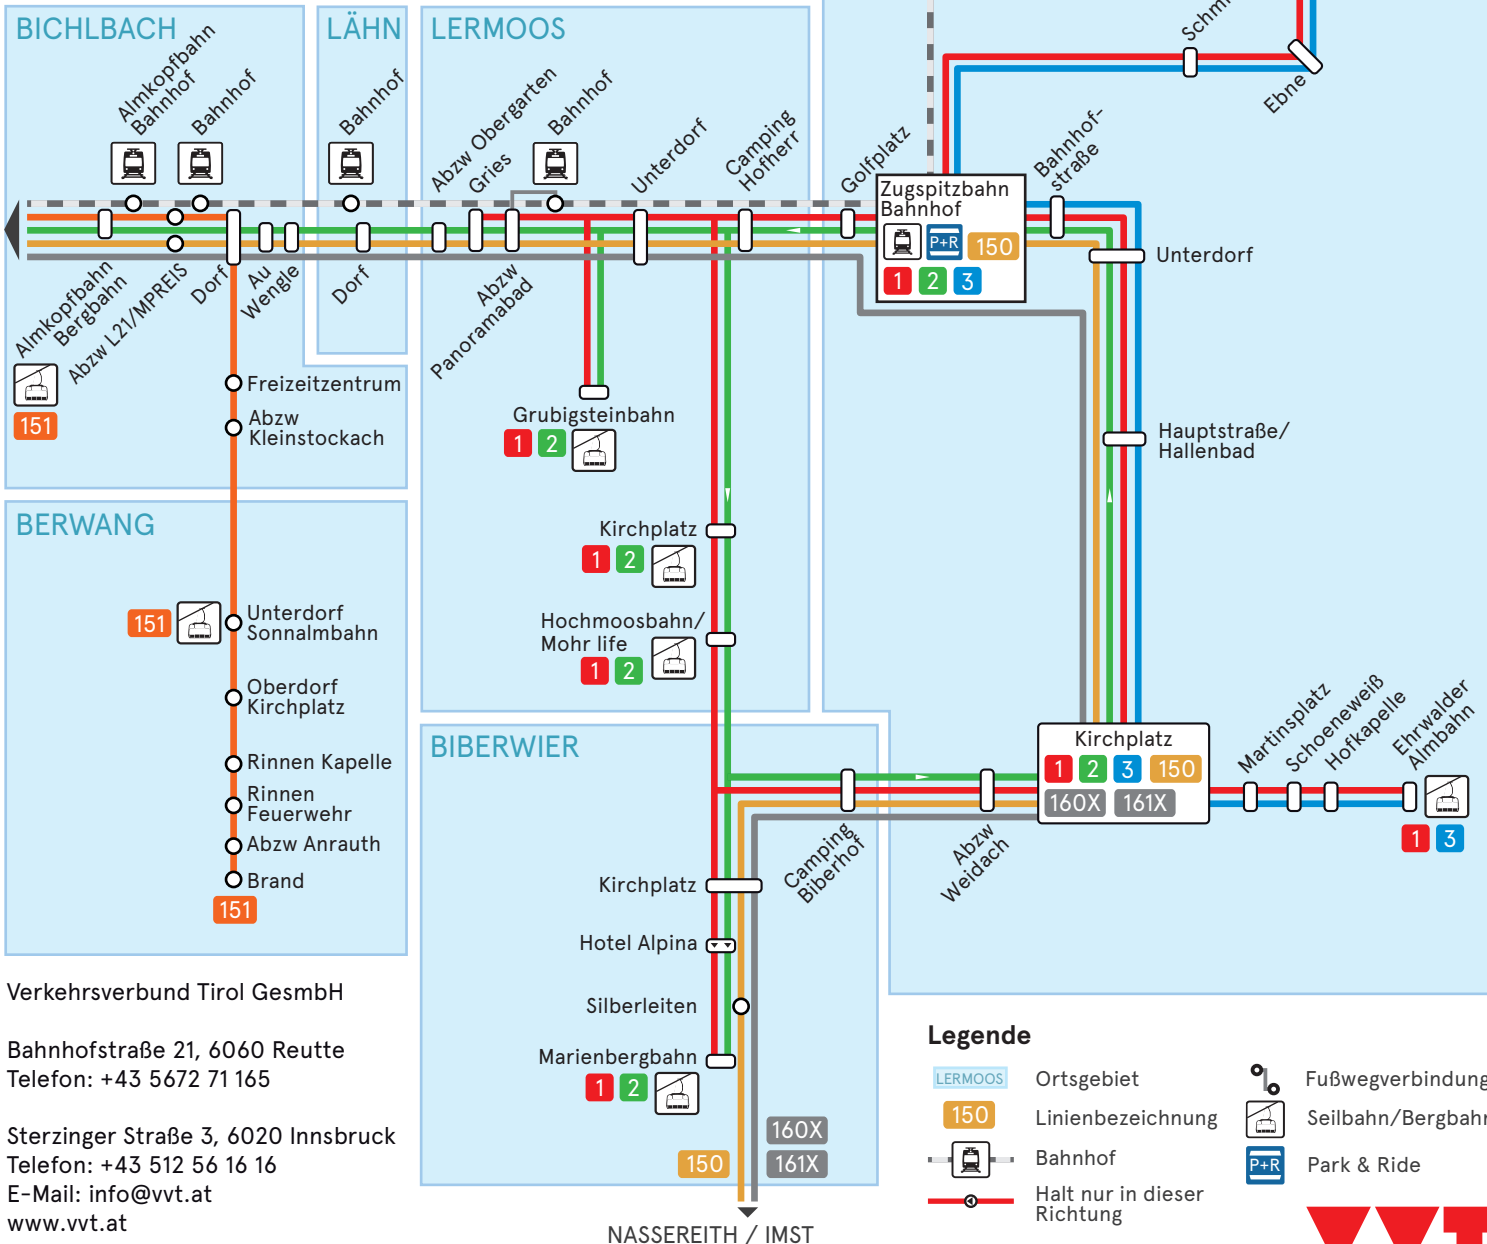 BICHLBACH
LÄHN
LERMOOS
Almkopfbahn
Bahnhof
Bahnhof
Bahnhof
Abzw Obergarten
Gries
Bahnhof
Unterdorf
Camping
Hofherr
Golfplatz
Ebne
Bahnhof-
straße
Zugspitzbahn
Bahnhof
P+R
150
1 2 3
Unterdorf
Almkopfbahn
Bergbahn
151
Abzw L21/MPREIS
Dorf
Au
Wengle
Dorf
Abzw
Panoramabad
Freizeitzentrum
Abzw
Kleinstockach
Grubigsteinbahn
1 2
Hauptstraße/
Hallenbad
BERWANG
Kirchplatz
1 2
151
Unterdorf
Sonnalmbahn
Hochmoosbahn/
Mohr life
1 2
Oberdorf
Kirchplatz
Rinnen Kapelle
Rinnen
Feuerwehr
Abzw Anrauth
Brand
151
BIBERWIER
Kirchplatz
1 2 3 150
160X 161X
Martinsplatz
Schoeneweiß
Hofkapelle
Ehrwalder
Almbahn
1 3
Camping
Biberhof
Abzw
Weidach
Kirchplatz
Hotel Alpina
Silberleiten
Marienbergbahn
1 2
160X
150
161X
NASSEREITH / IMST
Verkehrsverbund Tirol GesmbH
Bahnhofstraße 21, 6060 Reutte
Telefon: +43 5672 71 165
Sterzinger Straße 3, 6020 Innsbruck
Telefon: +43 512 56 16 16
E-Mail: info@vvt.at
www.vvt.at
Legende
LERMOOS Ortsgebiet
150 Linienbezeichnung
Bahnhof
Halt nur in dieser
Richtung
Fußwegverbindung
Seilbahn/Bergbahn
P+R Park & Ride